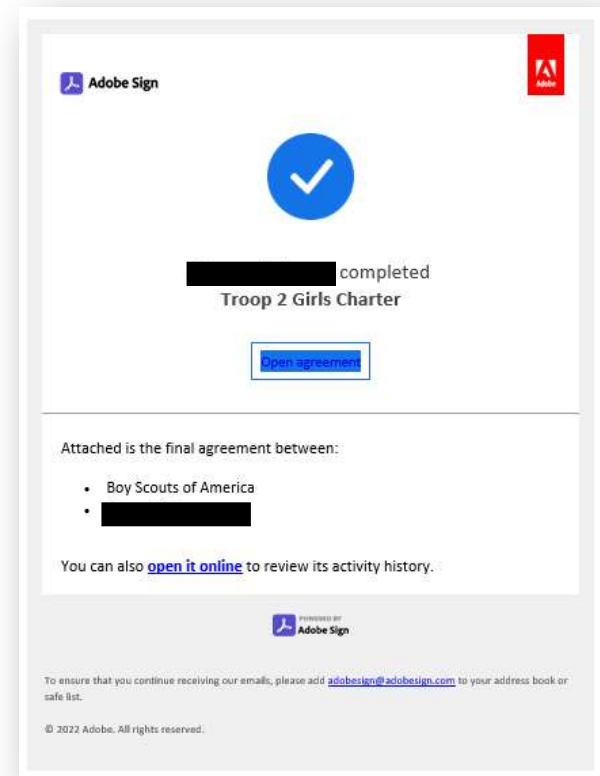 Adobe Sign
Adobe
completed
Troop 2 Girls Charter
Open agreement
Attached is the final agreement between:
• Boy Scouts of America
•
You can also open it online to review its activity history.
POWERED BY
Adobe Sign
To ensure that you continue receiving our emails, please add adobesign@adobesign.com to your address book or
safe list.
© 2022 Adobe. All rights reserved.